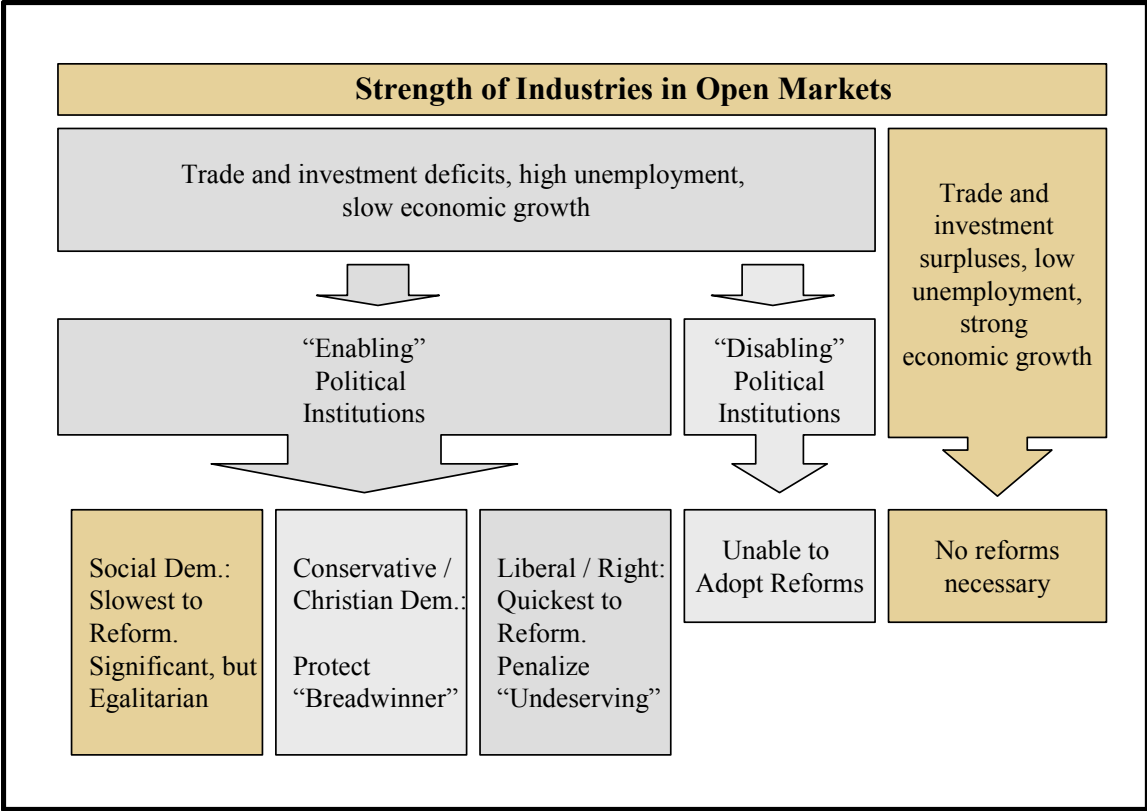 Strength of Industries in Open Markets
Trade and investment deficits, high unemployment,
slow economic growth
Trade and
investment
surpluses, low
unemployment,
strong
economic growth
“Enabling”
Political
Institutions
“Disabling”
Political
Institutions
Social Dem.:
Slowest to
Reform.
Significant, but
Egalitarian
Conservative /
Christian Dem.:
Protect
“Breadwinner”
Liberal / Right:
Quickest to
Reform.
Penalize
“Undeserving”
Unable to
Adopt Reforms
No reforms
necessary